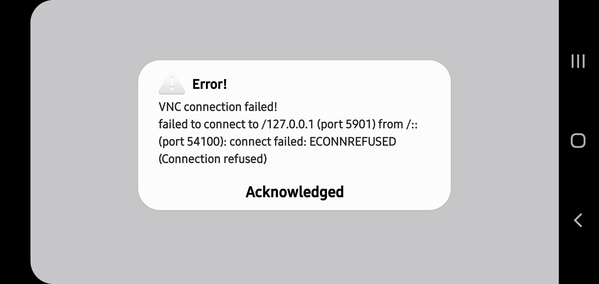 Error!
VNC connection failed!
failed to connect to /127.0.0.1 (port 5901) from /::
(port 54100): connect failed: ECONNREFUSED
(Connection refused)
Acknowledged